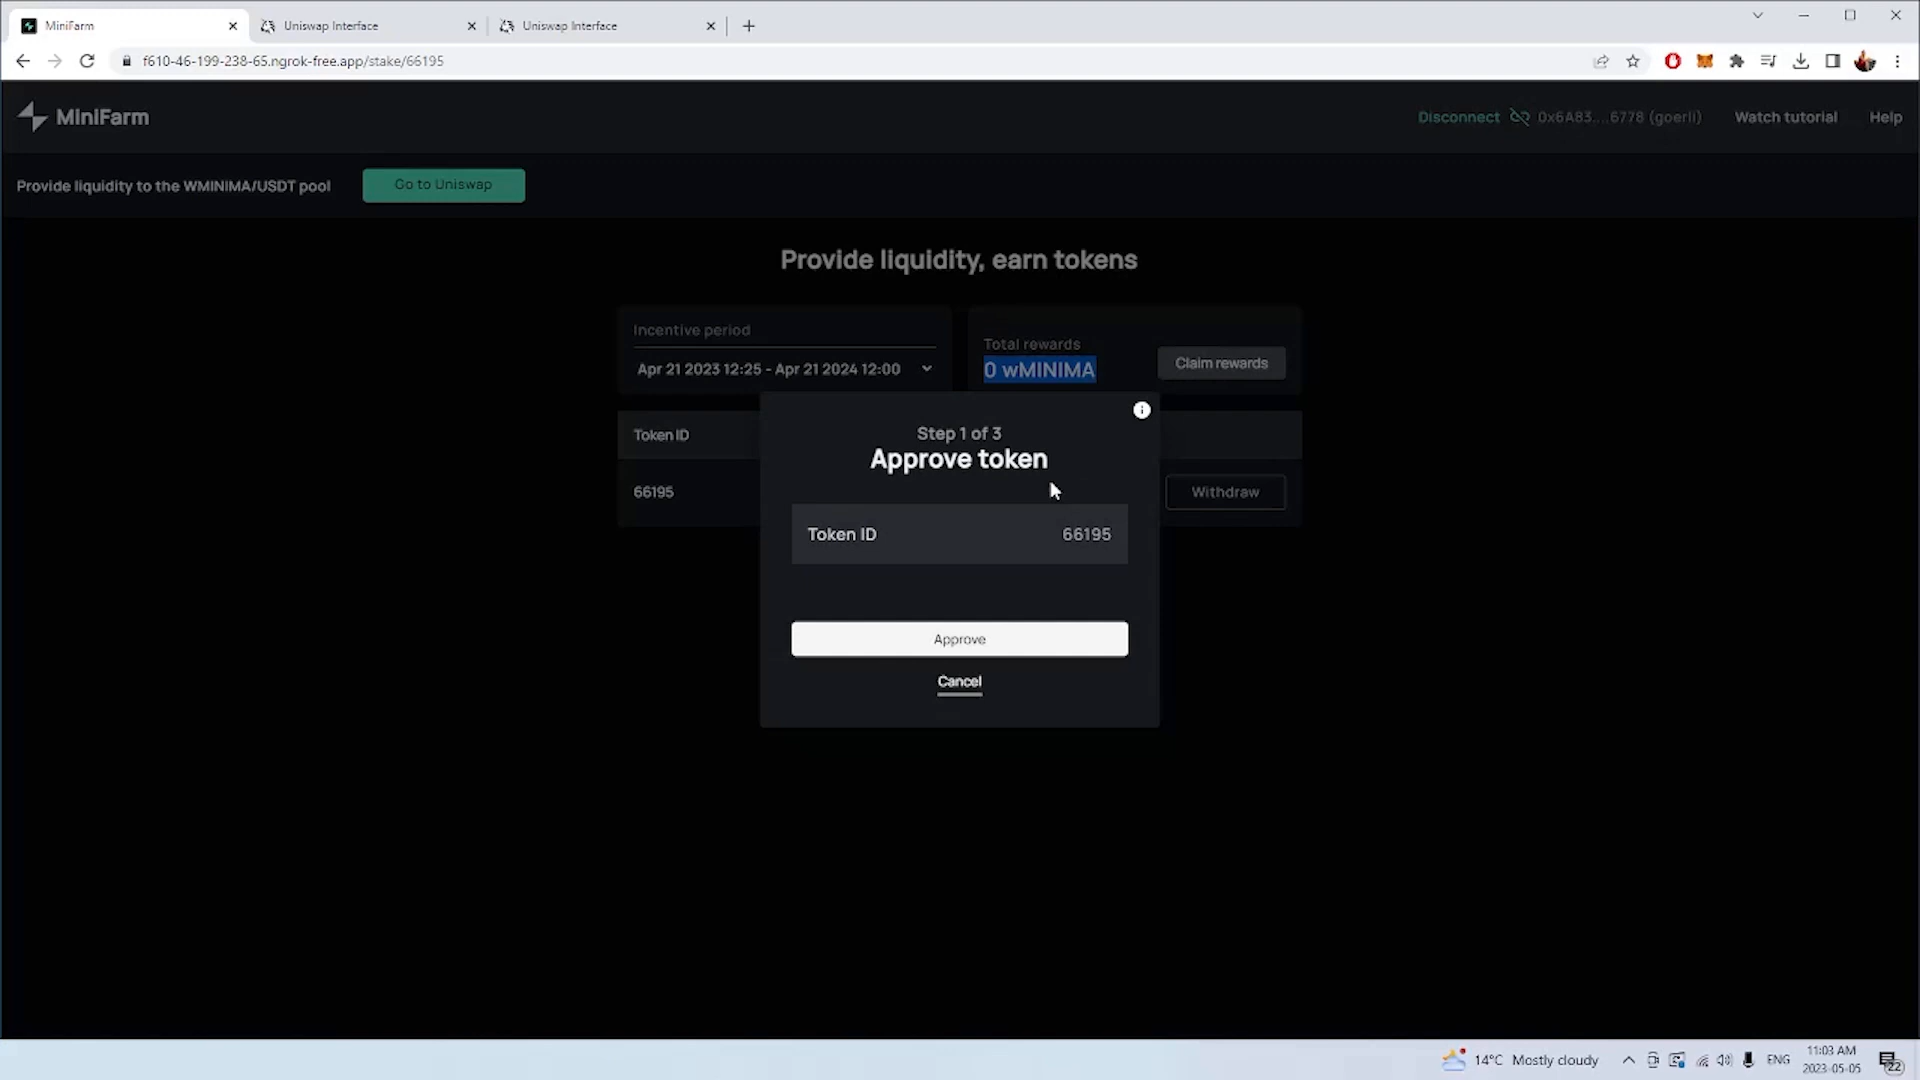 MiniFarm
Uniswap Interface
Uniswap Interface
f610-46-199-238-65.ngrok-free.app/stake/66195
MiniFarm
Disconnect 0x6A83....6778 (goerli) Watch tutorial Help
Provide liquidity to the WMINIMA/USDT pool Go to Uniswap
Provide liquidity, earn tokens
Incentive period
Apr 21 2023 12:25 - Apr 21 2024 12:00
Total rewards
0 wMINIMA
Claim rewards
Token ID
66195
Withdraw
Step 1 of 3
Approve token
Token ID 66195
Approve
Cancel
14°C Mostly cloudy
ENG
11:03 AM
2023-05-05
22